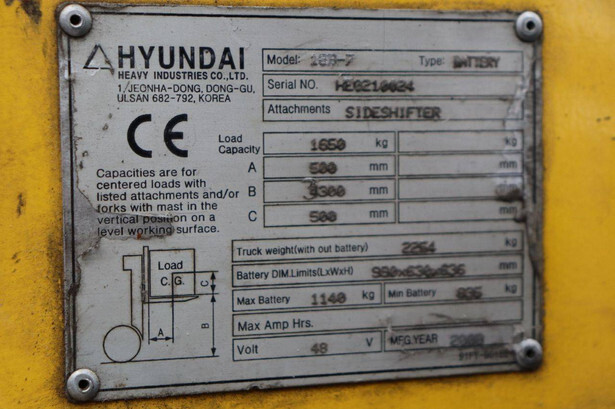 HYUNDAI
HEAVY INDUSTRIES CO., LTD.
1, JEONHA-DONG, DONG-GU,
ULSAN 682-792, KOREA
CE
Capacities are for
centered loads with
listed attachments and/or
forks with mast in the
vertical position on a
level working surface.
Load
C. G.
A
B
C
Model: Type: BATTERY
Serial NO.
Attachments SIDESHIFTER
Load Capacity 1650 kg kg
A 500 mm mm
B mm mm
C 500 mm mm
Truck weight(with out battery) 2264 kg
Battery DIM.Limits(LxWxH) mm
Max Battery 1140 kg Min Battery kg
Max Amp Hrs.
Volt 48 V MFG.YEAR